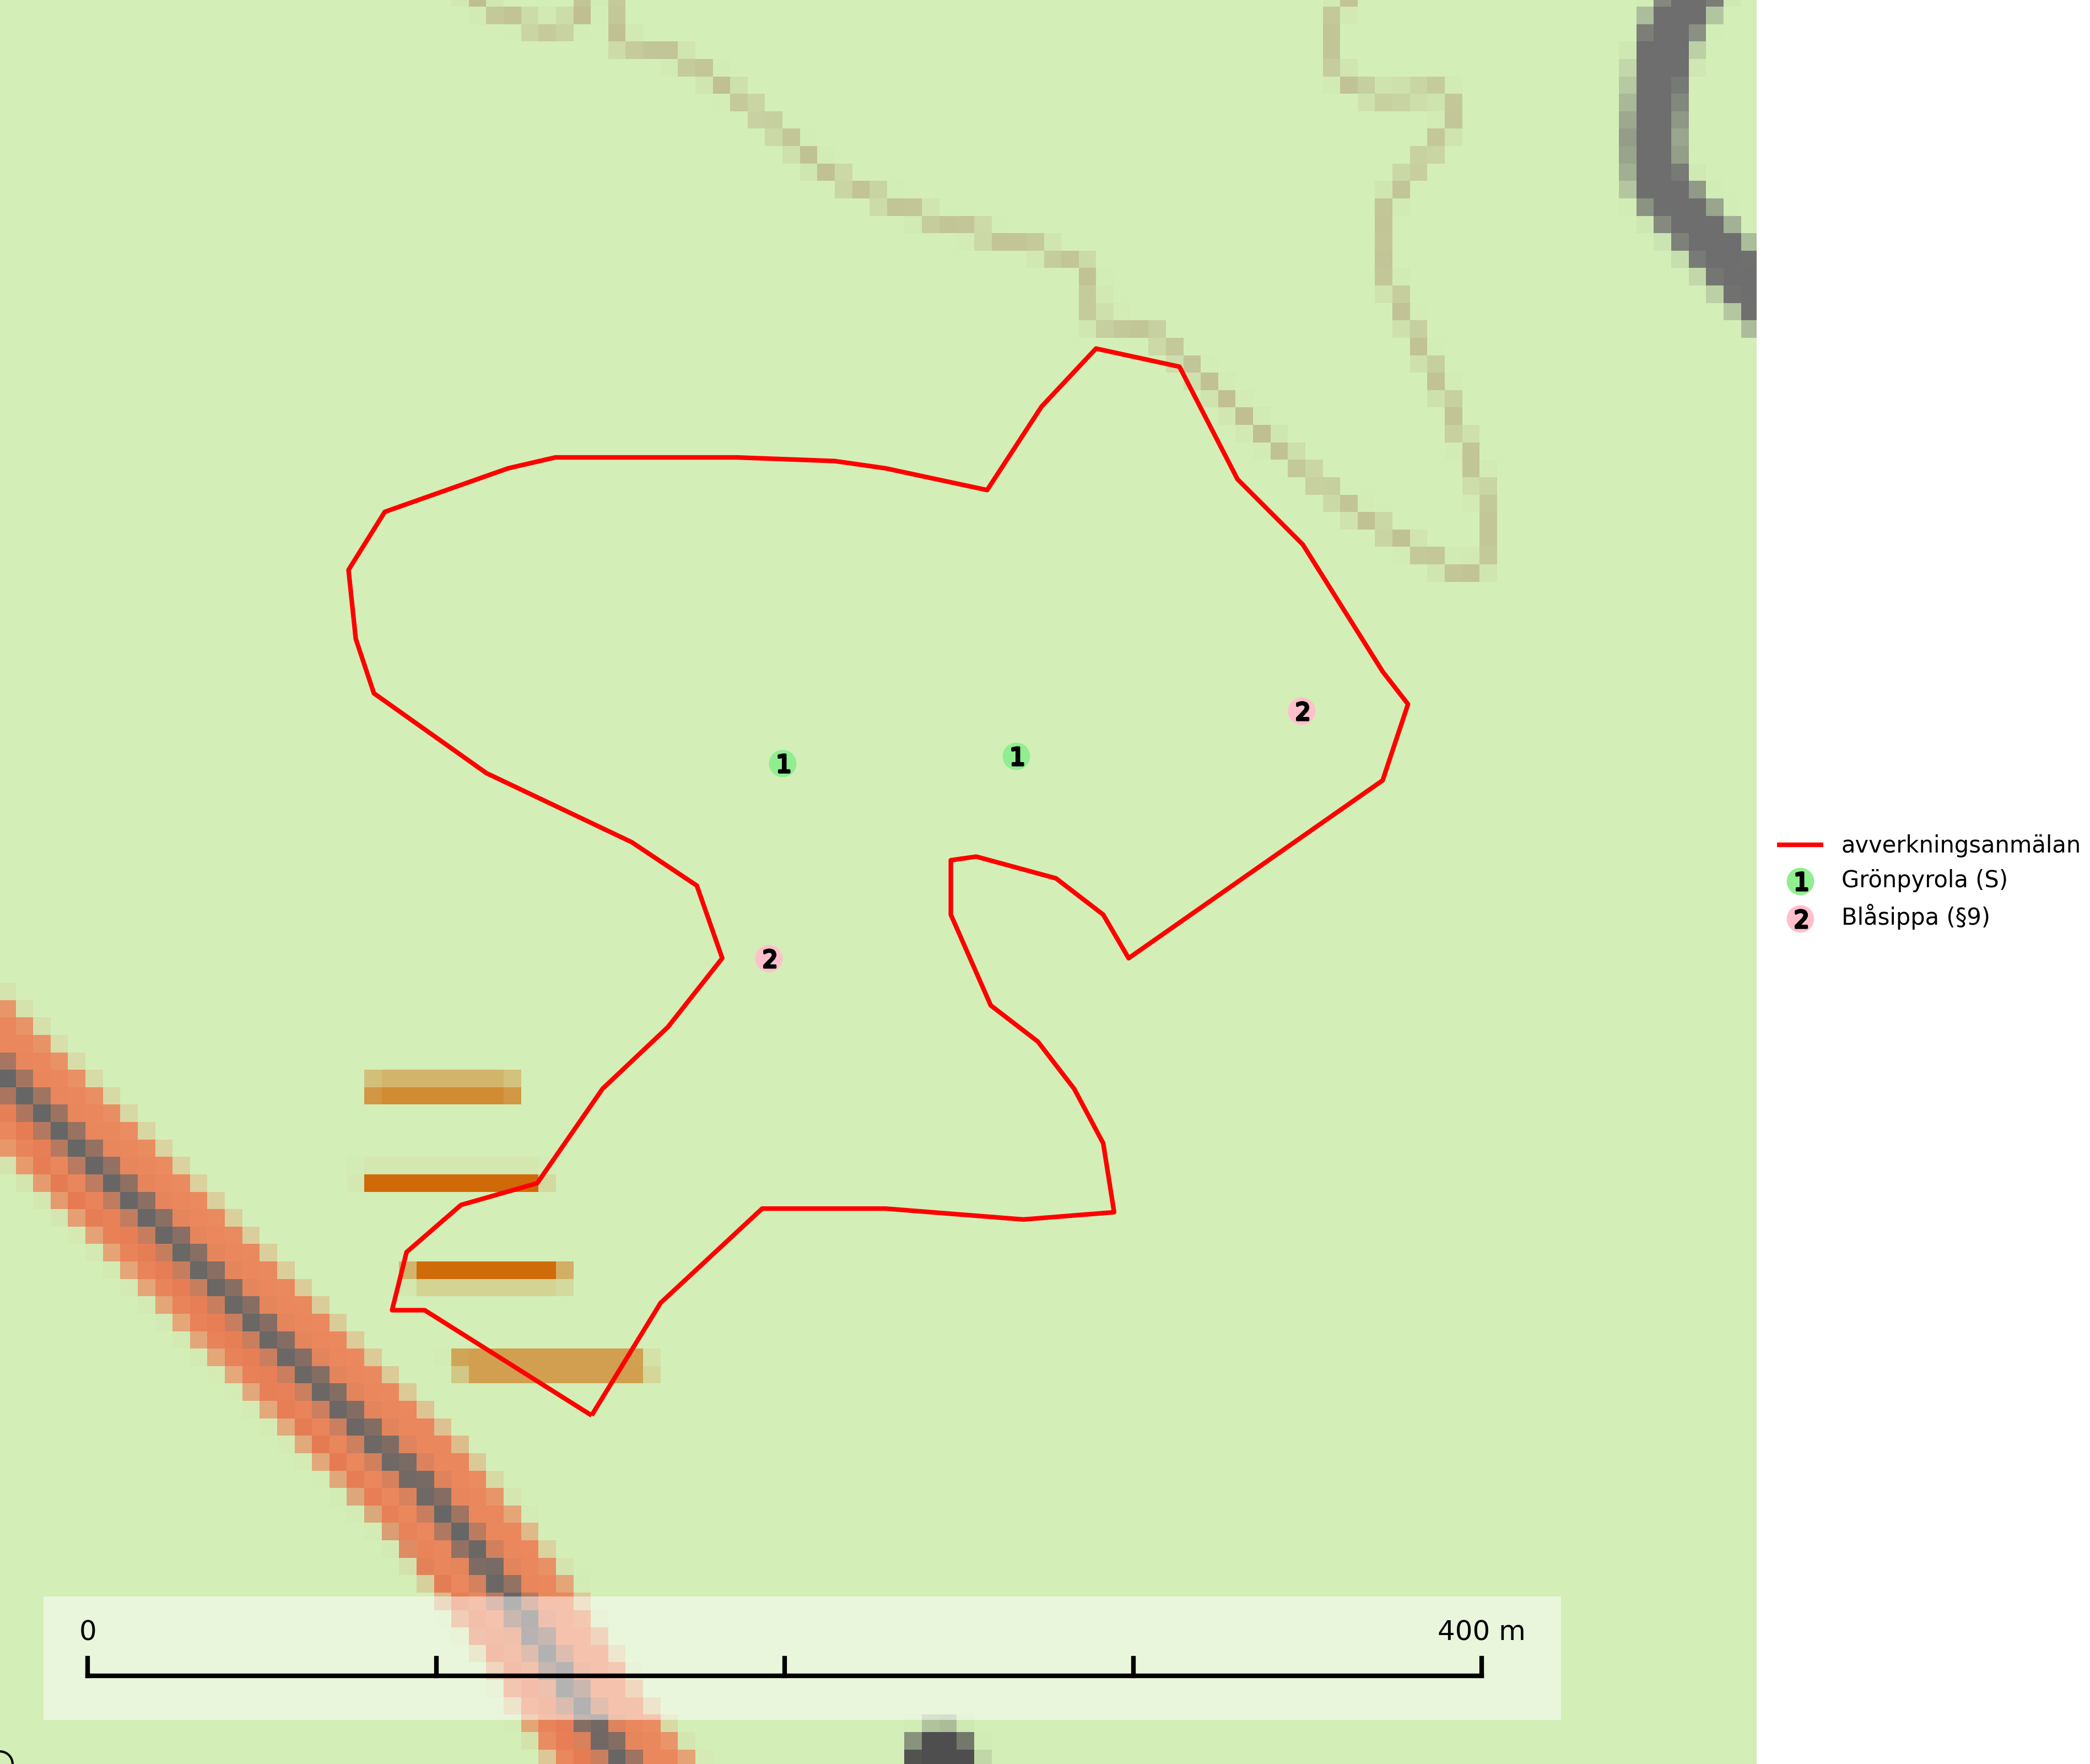 2
1
1
2
avverkningsanmälan
1 Grönpyrola (S)
2 Blåsippa (§9)
0 400 m